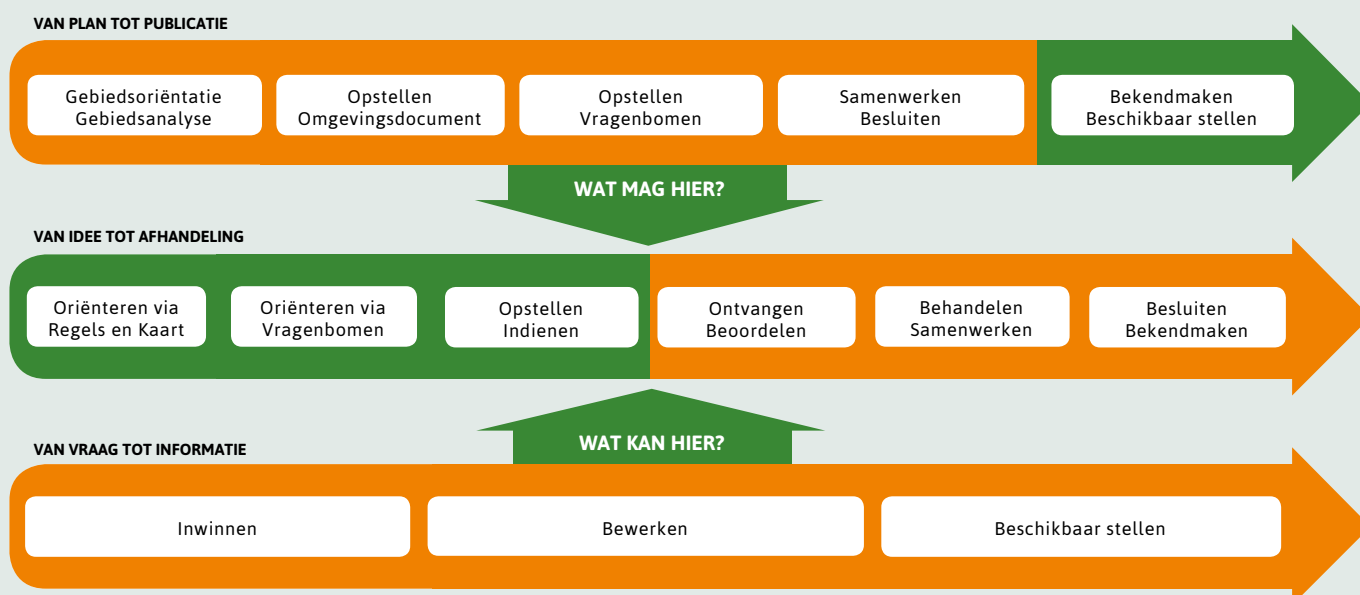 VAN PLAN TOT PUBLICATIE
Gebiedsoriëntatie
Gebiedsanalyse
Opstellen
Omgevingsdocument
Opstellen
Vragenbomen
Samenwerken
Besluiten
Bekendmaken
Beschikbaar stellen
WAT MAG HIER?
VAN IDEE TOT AFHANDELING
Oriënteren via
Regels en Kaart
Oriënteren via
Vragenbomen
Opstellen
Indienen
Ontvangen
Beoordelen
Behandelen
Samenwerken
Besluiten
Bekendmaken
WAT KAN HIER?
VAN VRAAG TOT INFORMATIE
Inwinnen
Bewerken
Beschikbaar stellen